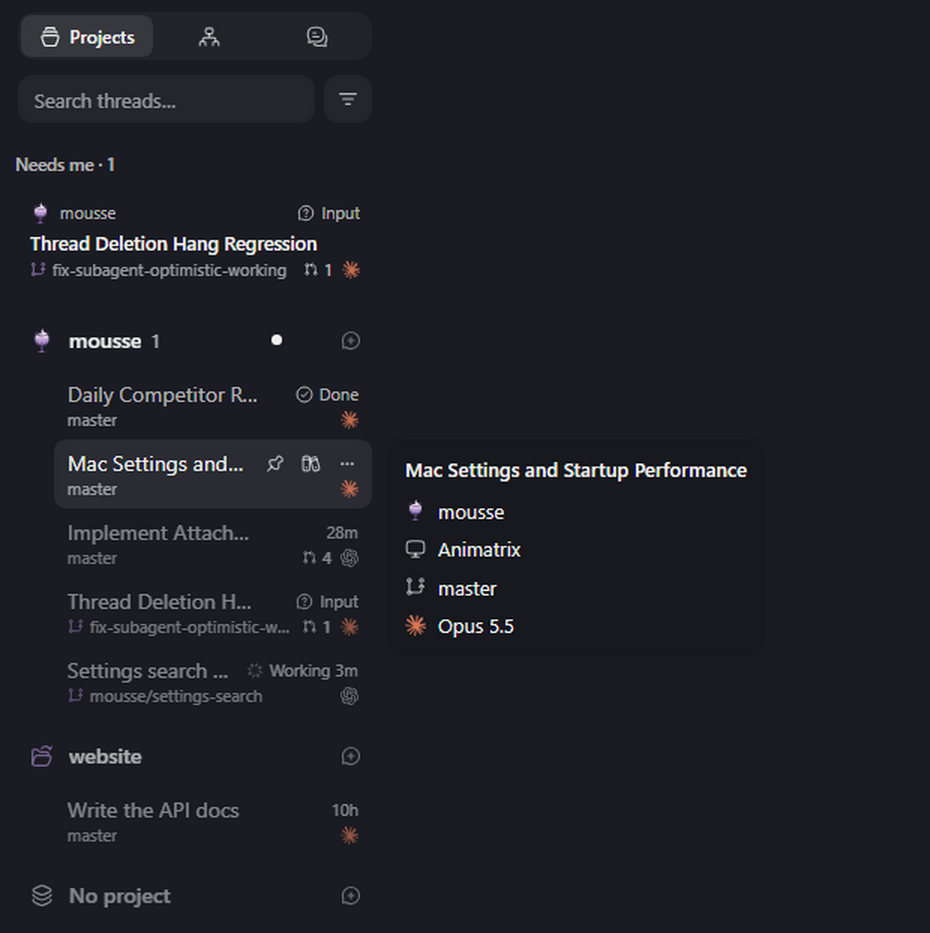 Projects
Search threads...
Needs me · 1
mousse Input
Thread Deletion Hang Regression
fix-subagent-optimistic-working 1
mousse 1
Daily Competitor R... Done
master
Mac Settings and... ...
master
Mac Settings and Startup Performance
mousse
Animatrix
master
Opus 5.5
Implement Attach... 28m
master 4
Thread Deletion H... Input
fix-subagent-optimistic-w... 1
Settings search ... Working 3m
mousse/settings-search
website
Write the API docs 10h
master
No project